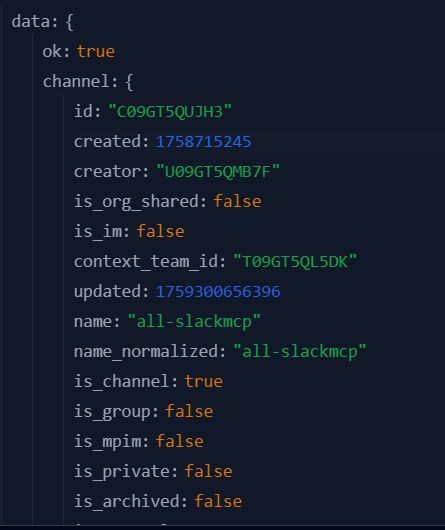 data: {
ok: true
channel: {
id: "C09GT5QUJH3"
created: 1758715245
creator: "U09GT5QMB7F"
is_org_shared: false
is_im: false
context_team_id: "T09GT5QL5DK"
updated: 1759300656396
name: "all-slackmcp"
name_normalized: "all-slackmcp"
is_channel: true
is_group: false
is_mpim: false
is_private: false
is_archived: false